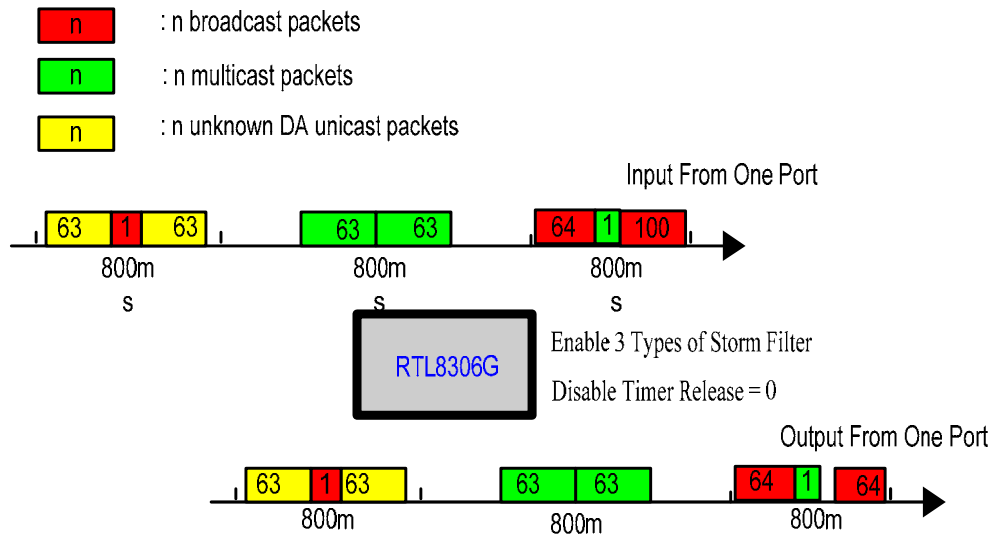 n : n broadcast packets
n : n multicast packets
n : n unknown DA unicast packets
Input From One Port
63 1 63 63 63 64 1 100
800m 800m 800m
s s s
RTL8306G
Enable 3 Types of Storm Filter
Disable Timer Release = 0
Output From One Port
63 1 63 63 63 64 1 64
800m 800m 800m